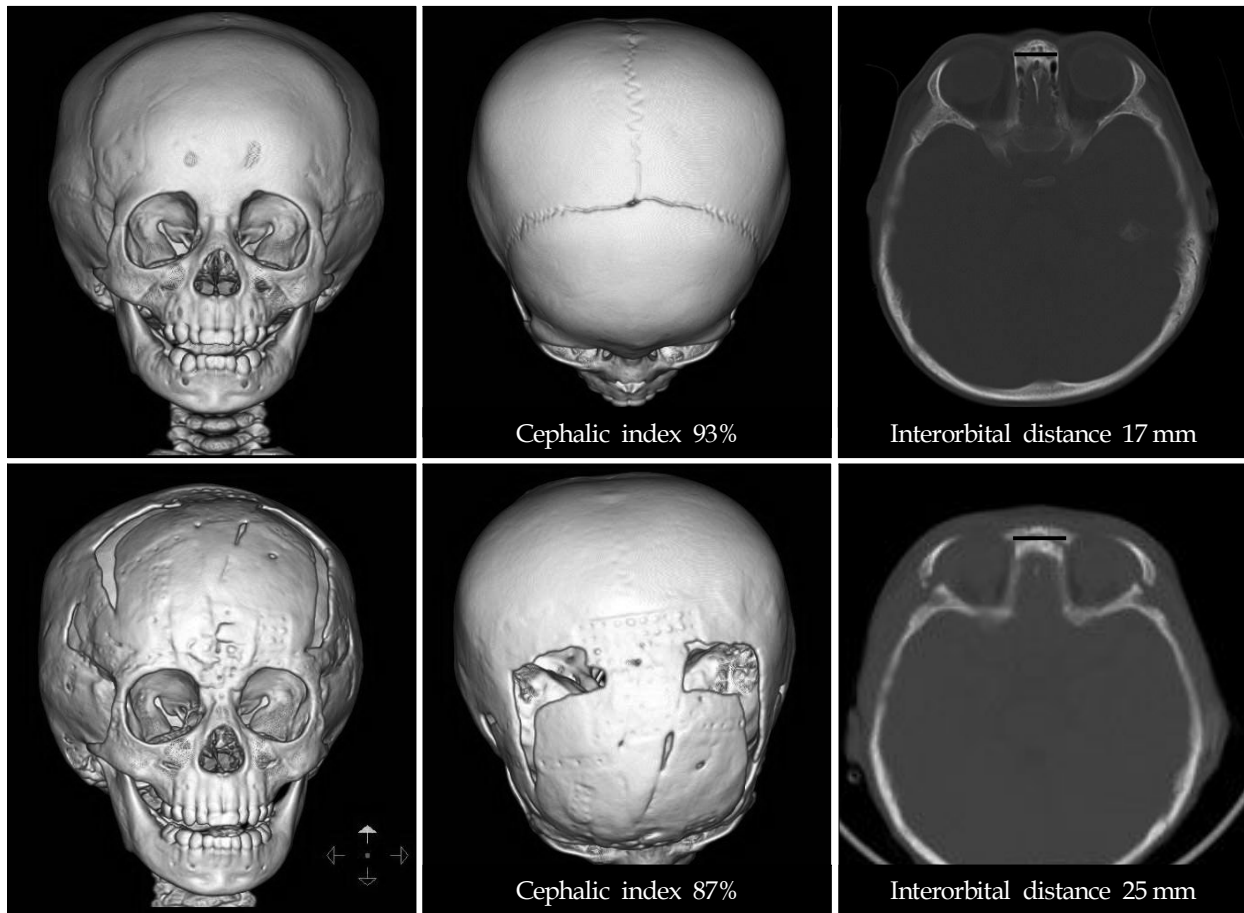 Cephalic index 93%
Interorbital distance 17 mm
Cephalic index 87%
Interorbital distance 25 mm